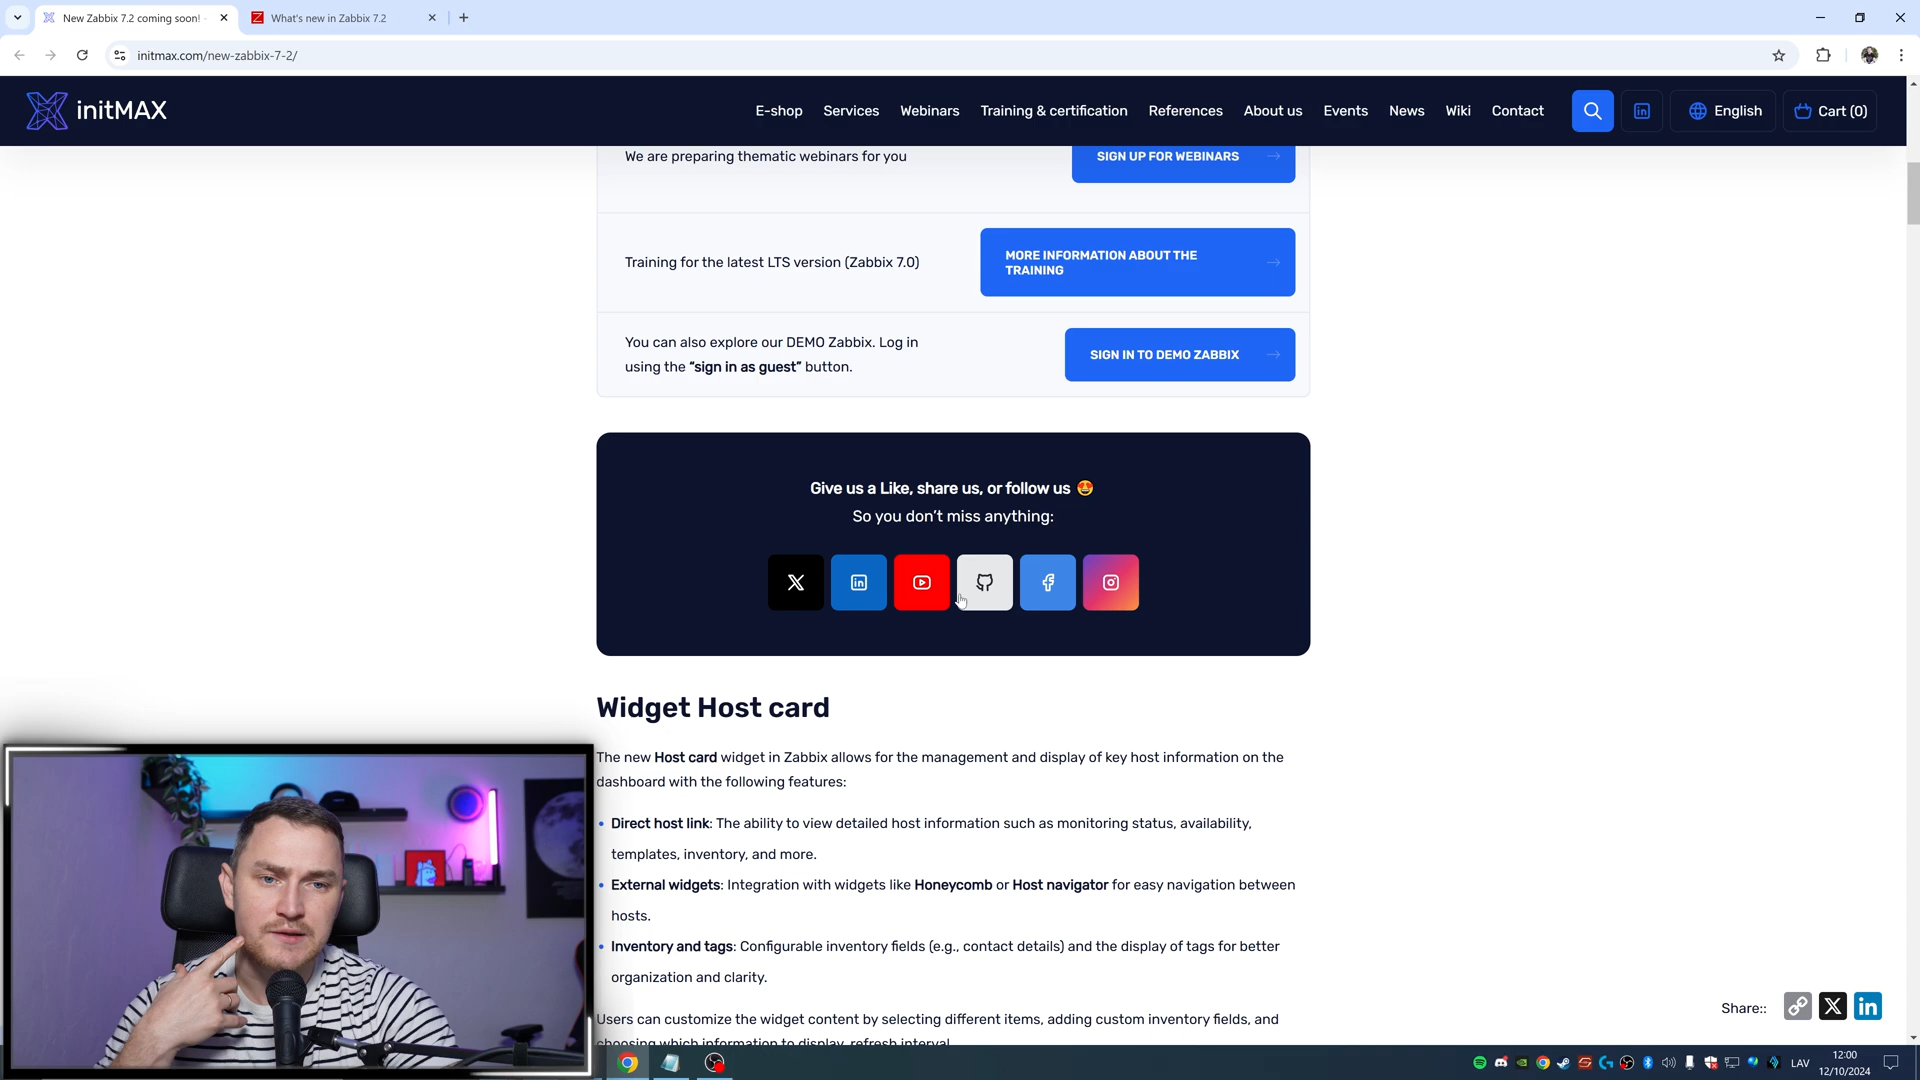 New Zabbix 7.2 coming soon!
What's new in Zabbix 7.2
initmax.com/new-zabbix-7-2/
initMAX
E-shop
Services
Webinars
Training & certification
References
About us
Events
News
Wiki
Contact
English
Cart (0)
We are preparing thematic webinars for you
SIGN UP FOR WEBINARS
Training for the latest LTS version (Zabbix 7.0)
MORE INFORMATION ABOUT THE
TRAINING
You can also explore our DEMO Zabbix. Log in
using the “sign in as guest” button.
SIGN IN TO DEMO ZABBIX
Give us a Like, share us, or follow us
So you don’t miss anything:
Widget Host card
The new Host card widget in Zabbix allows for the management and display of key host information on the
dashboard with the following features:
Direct host link: The ability to view detailed host information such as monitoring status, availability,
templates, inventory, and more.
External widgets: Integration with widgets like Honeycomb or Host navigator for easy navigation between
hosts.
Inventory and tags: Configurable inventory fields (e.g., contact details) and the display of tags for better
organization and clarity.
Users can customize the widget content by selecting different items, adding custom inventory fields, and
choosing which information to display, refresh interval
Share::
LAV
12:00
12/10/2024